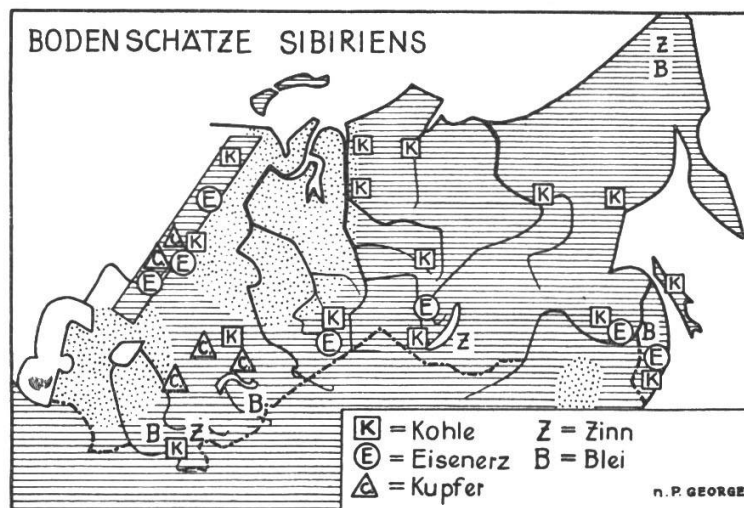 BODENSCHÄTZE SIBIRIENS
Z
B
K K K
K
E K K
C K K
C E
E K
E
K K
E B
K K E Z
C E
C
C K
B
B Z
K
K = Kohle Z = Zinn
E = Eisenerz B = Blei
C = Kupfer
n. P. GEORGE